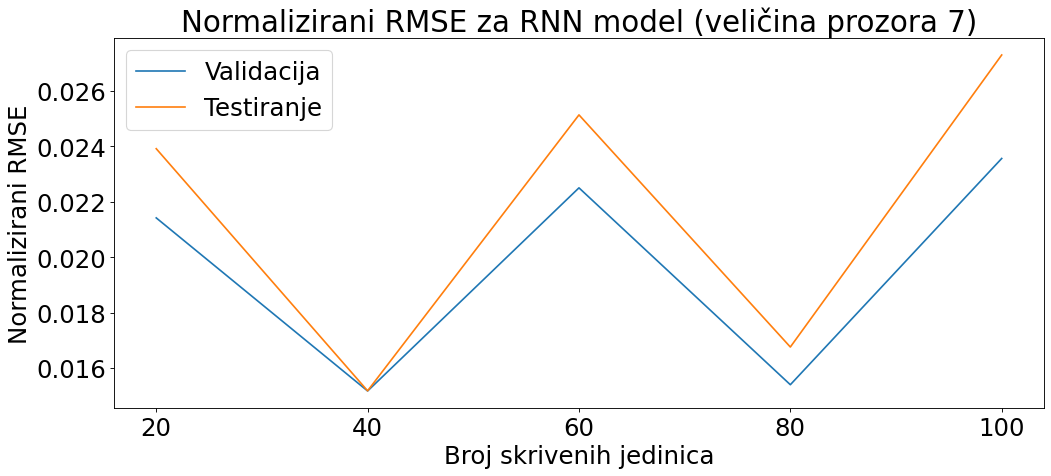 Normalizirani RMSE za RNN model (veličina prozora 7)
Validacija
Testiranje
Normalizirani RMSE
0.026
0.024
0.022
0.020
0.018
0.016
20 40 60 80 100
Broj skrivenih jedinica